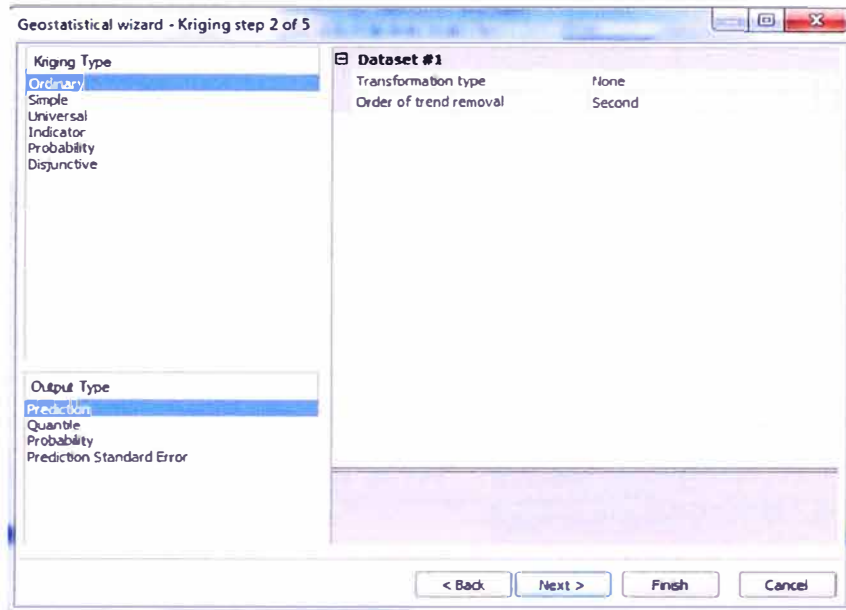 Geostatistical wizard - Kriging step 2 of 5
Kriging Type
Ordinary
Simple
Universal
Indicator
Probability
Disjunctive
Dataset #1
Transformation type None
Order of trend removal Second
Output Type
Prediction
Quantile
Probability
Prediction Standard Error
< Back Next > Finish Cancel